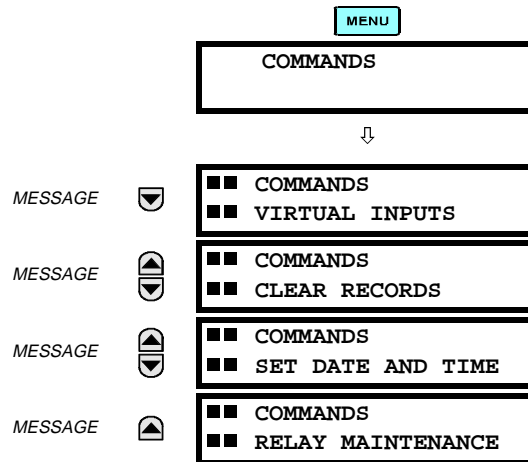 MENU
COMMANDS
MESSAGE
COMMANDS
VIRTUAL INPUTS
MESSAGE
COMMANDS
CLEAR RECORDS
MESSAGE
COMMANDS
SET DATE AND TIME
MESSAGE
COMMANDS
RELAY MAINTENANCE